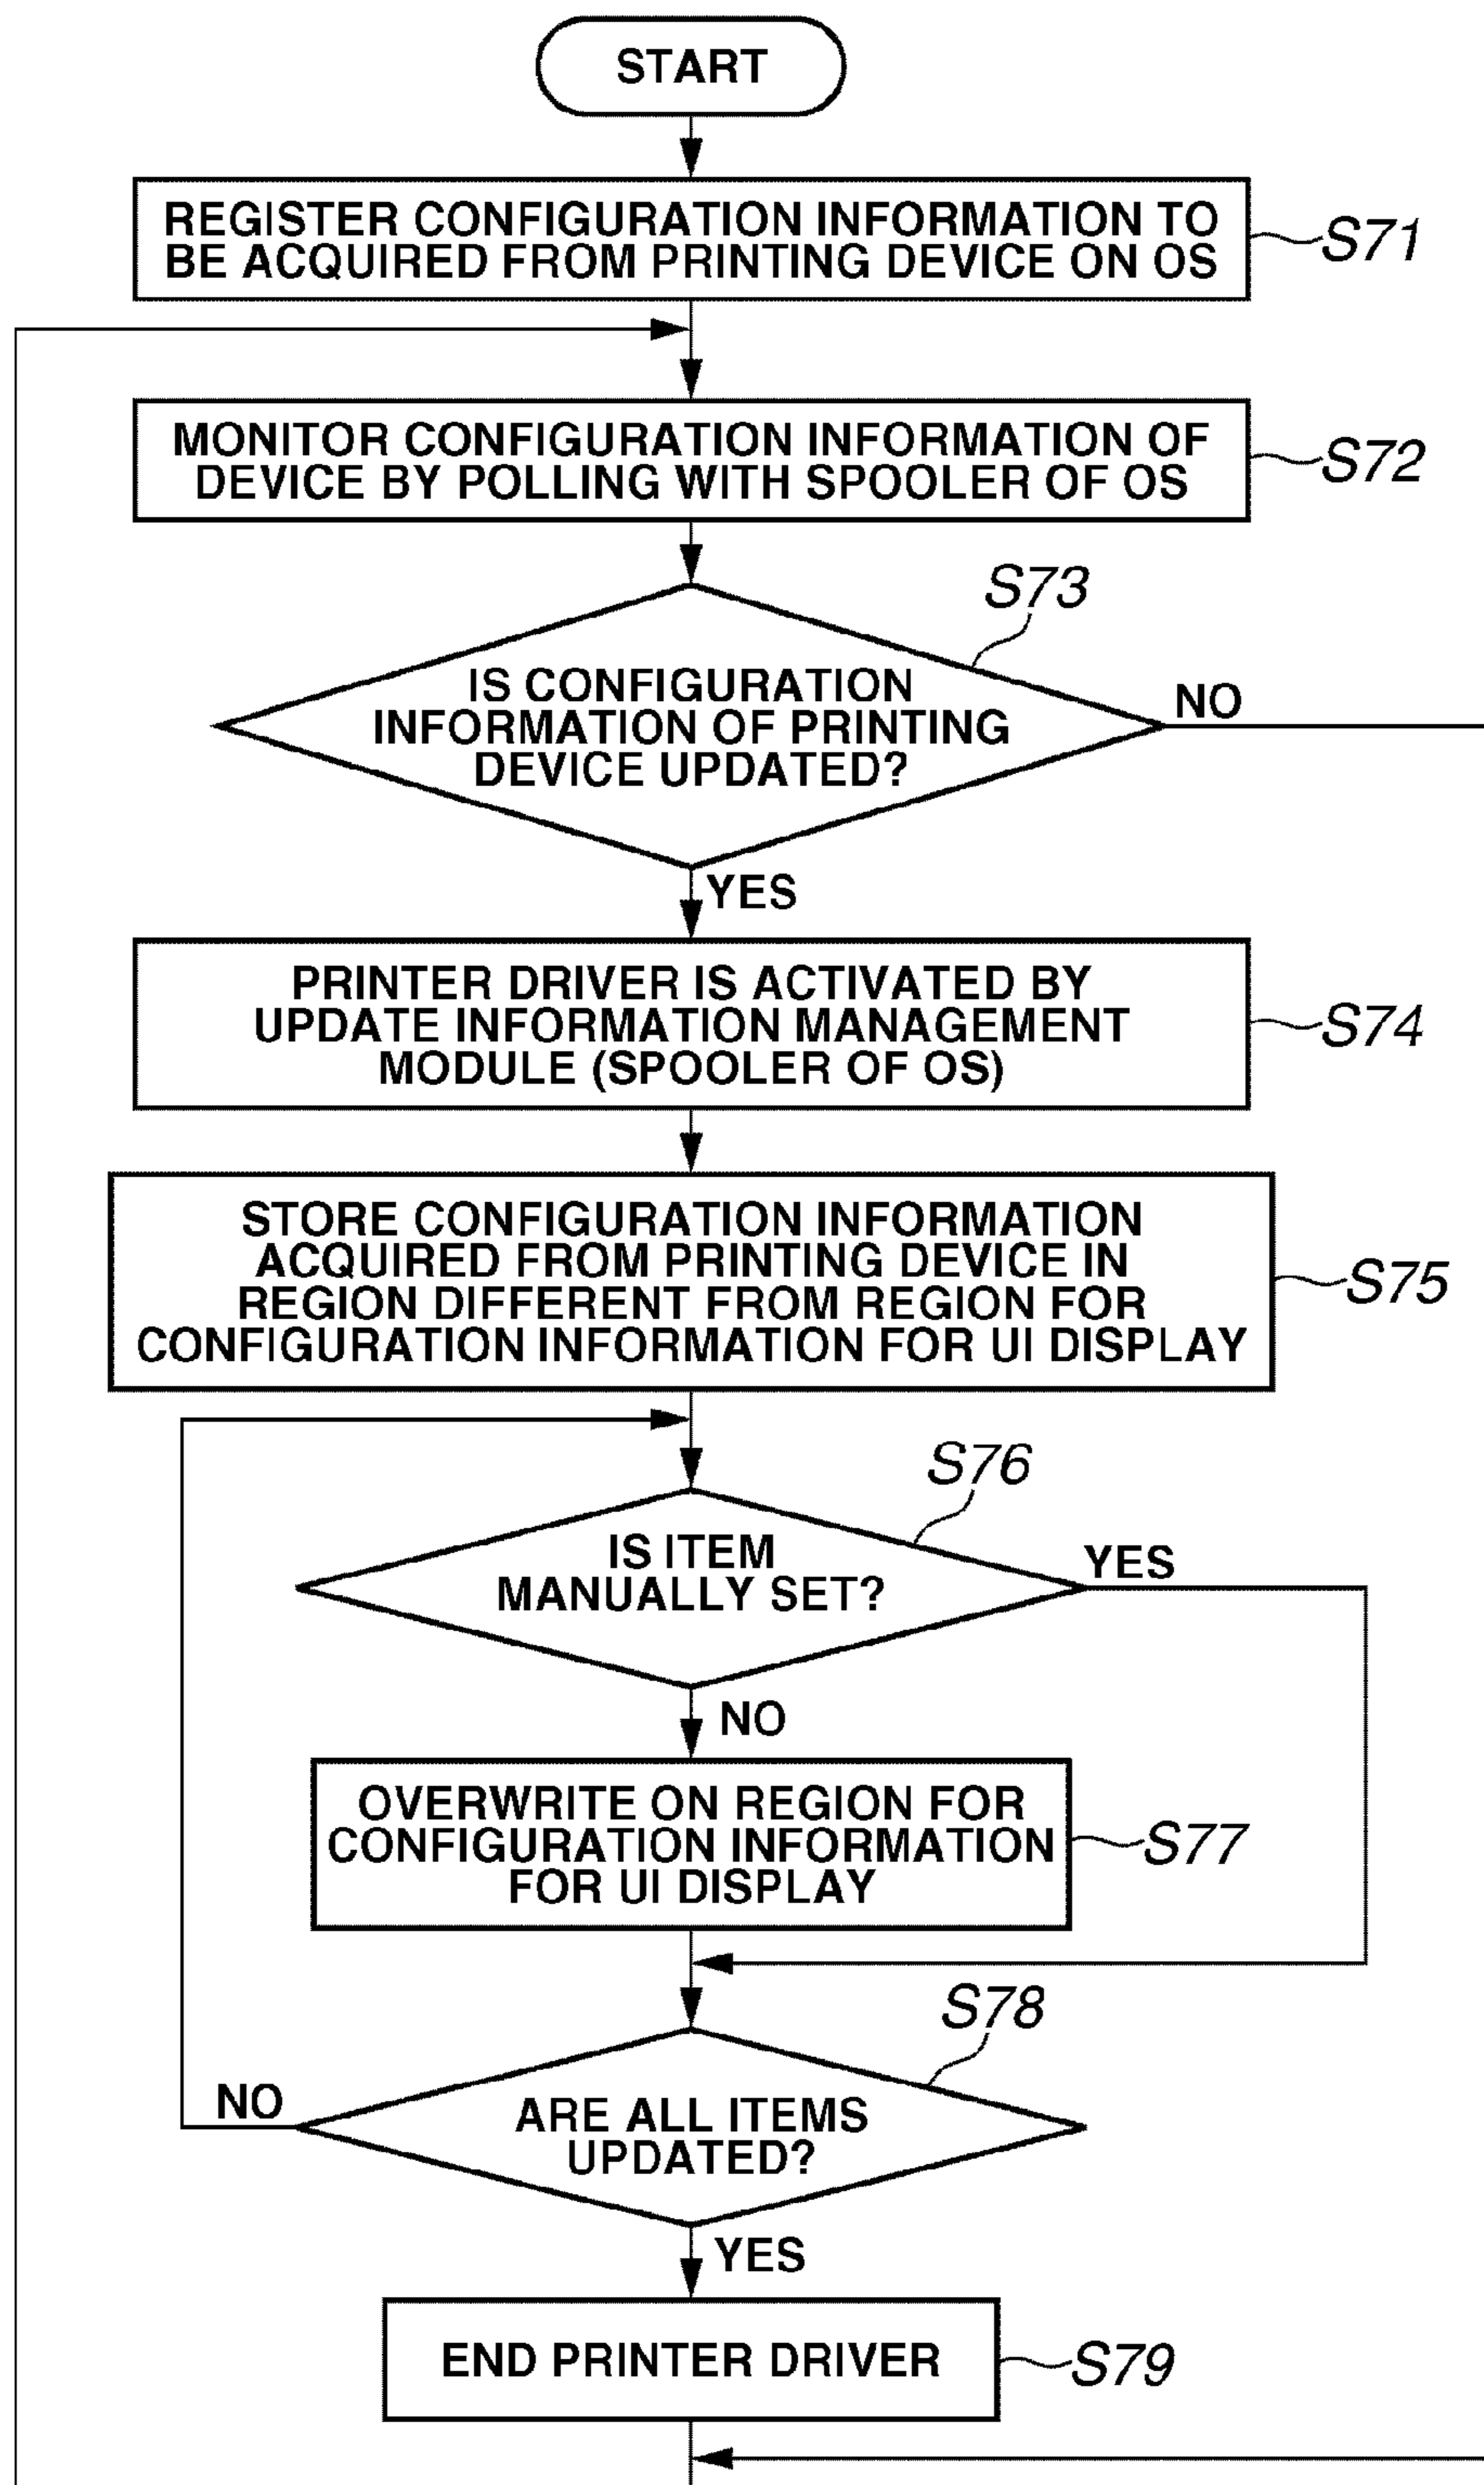 START
REGISTER CONFIGURATION INFORMATION TO
BE ACQUIRED FROM PRINTING DEVICE ON OS
S71
MONITOR CONFIGURATION INFORMATION OF
DEVICE BY POLLING WITH SPOOLER OF OS
S72
S73
IS CONFIGURATION
INFORMATION OF PRINTING
DEVICE UPDATED?
NO
YES
PRINTER DRIVER IS ACTIVATED BY
UPDATE INFORMATION MANAGEMENT
MODULE (SPOOLER OF OS)
S74
STORE CONFIGURATION INFORMATION
ACQUIRED FROM PRINTING DEVICE IN
REGION DIFFERENT FROM REGION FOR
CONFIGURATION INFORMATION FOR UI DISPLAY
S75
S76
IS ITEM
MANUALLY SET?
YES
NO
OVERWRITE ON REGION FOR
CONFIGURATION INFORMATION
FOR UI DISPLAY
S77
S78
ARE ALL ITEMS
UPDATED?
NO
YES
END PRINTER DRIVER
S79